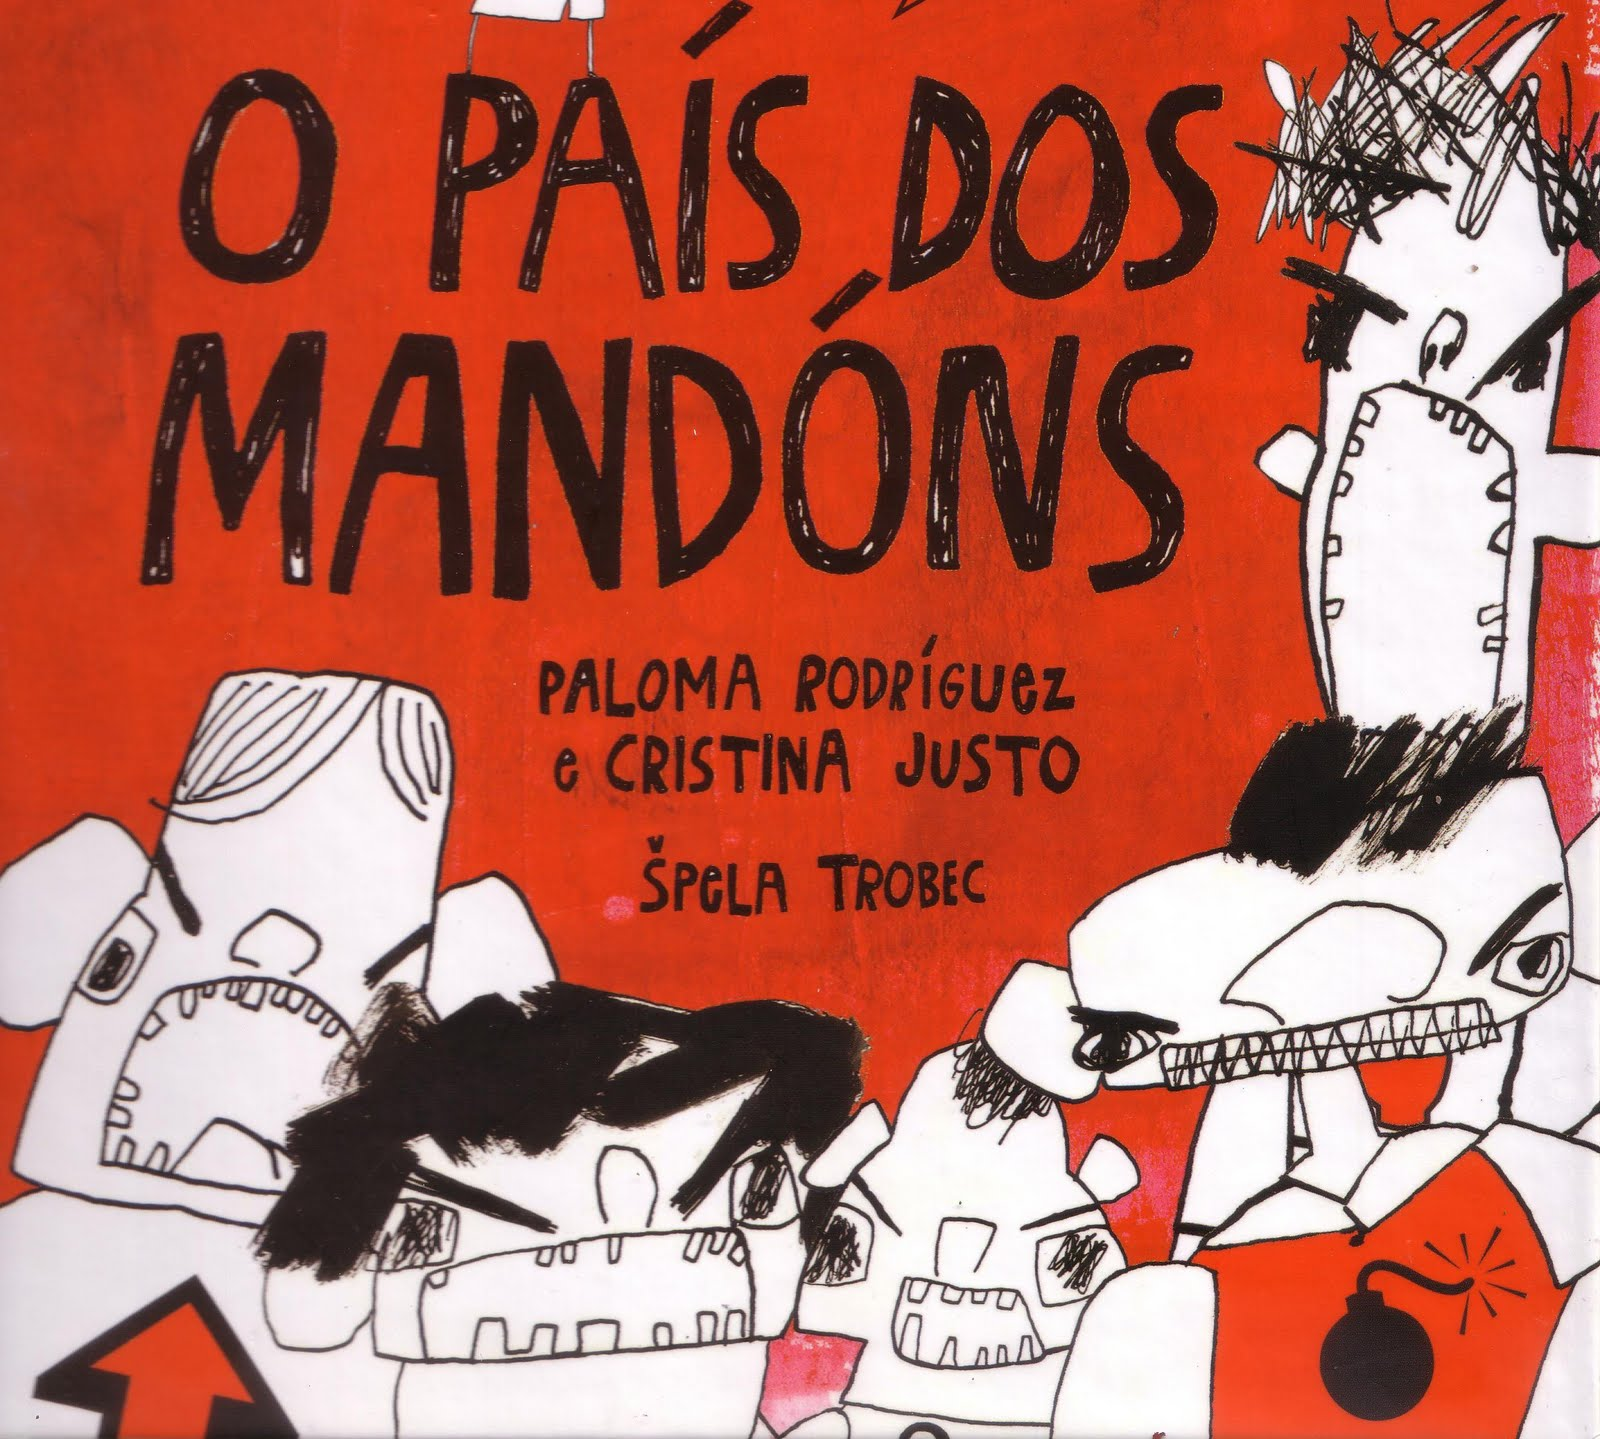 O PAÍS DOS
MANDÓNS
PALOMA RODRÍGUEZ
e CRISTINA JUSTO
ŠPELA TROBEC